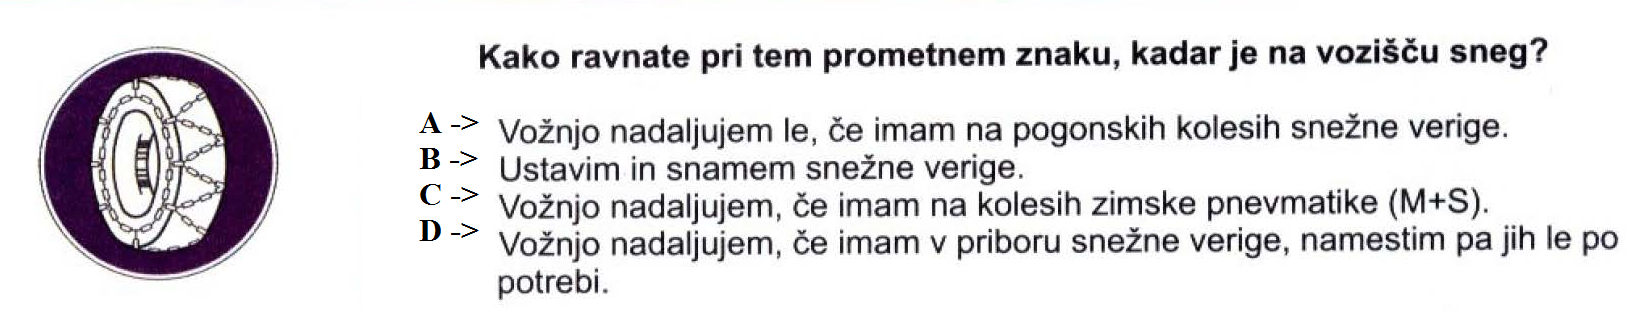 Kako ravnate pri tem prometnem znaku, kadar je na vozišču sneg?
A -> Vožnjo nadaljujem le, če imam na pogonskih kolesih snežne verige.
B -> Ustavim in snamem snežne verige.
C -> Vožnjo nadaljujem, če imam na kolesih zimske pnevmatike (M+S).
D -> Vožnjo nadaljujem, če imam v priboru snežne verige, namestim pa jih le po
potrebi.